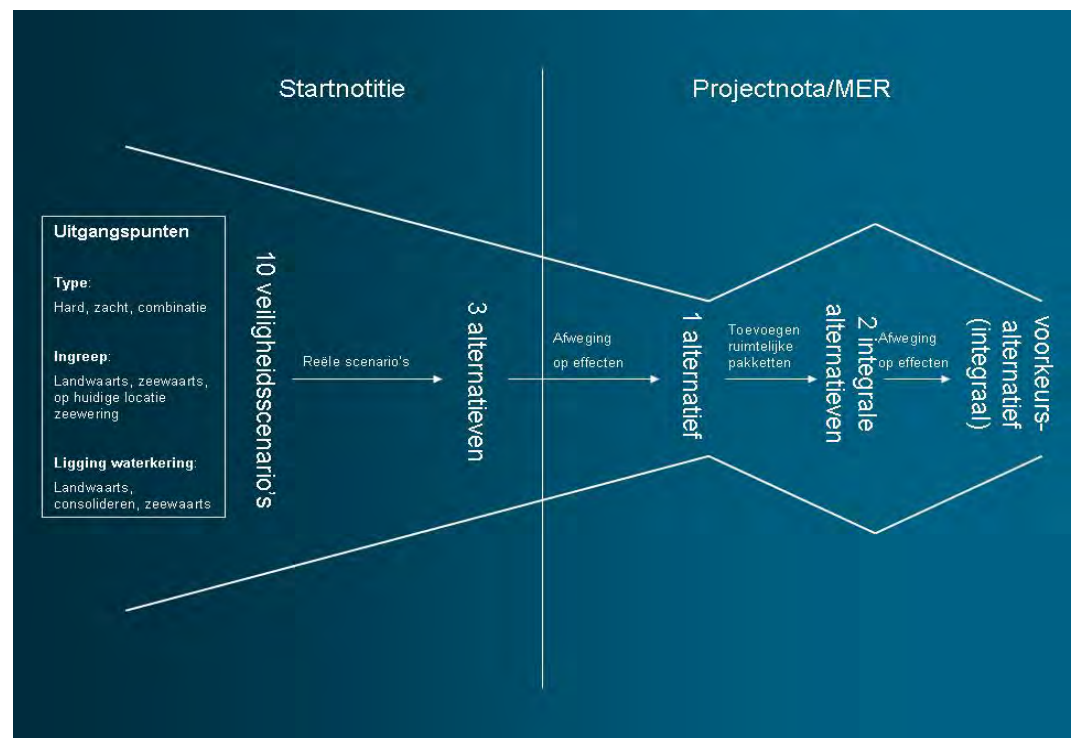 Startnotitie
Projectnota/MER
Uitgangspunten
Type:
Hard, zacht, combinatie
Ingreep:
Landwaarts, zeewaarts,
op huidige locatie
zeewering
Ligging waterkering:
Landwaarts,
consolideren, zeewaarts
10 veiligheidsscenario's
Reële scenario's
3 alternatieven
Afweging
op effecten
1 alternatief
Toevoegen
ruimtelijke
pakketten
2 integrale
alternatieven
Afweging
op effecten
voorkeurs-
alternatief
(integraal)